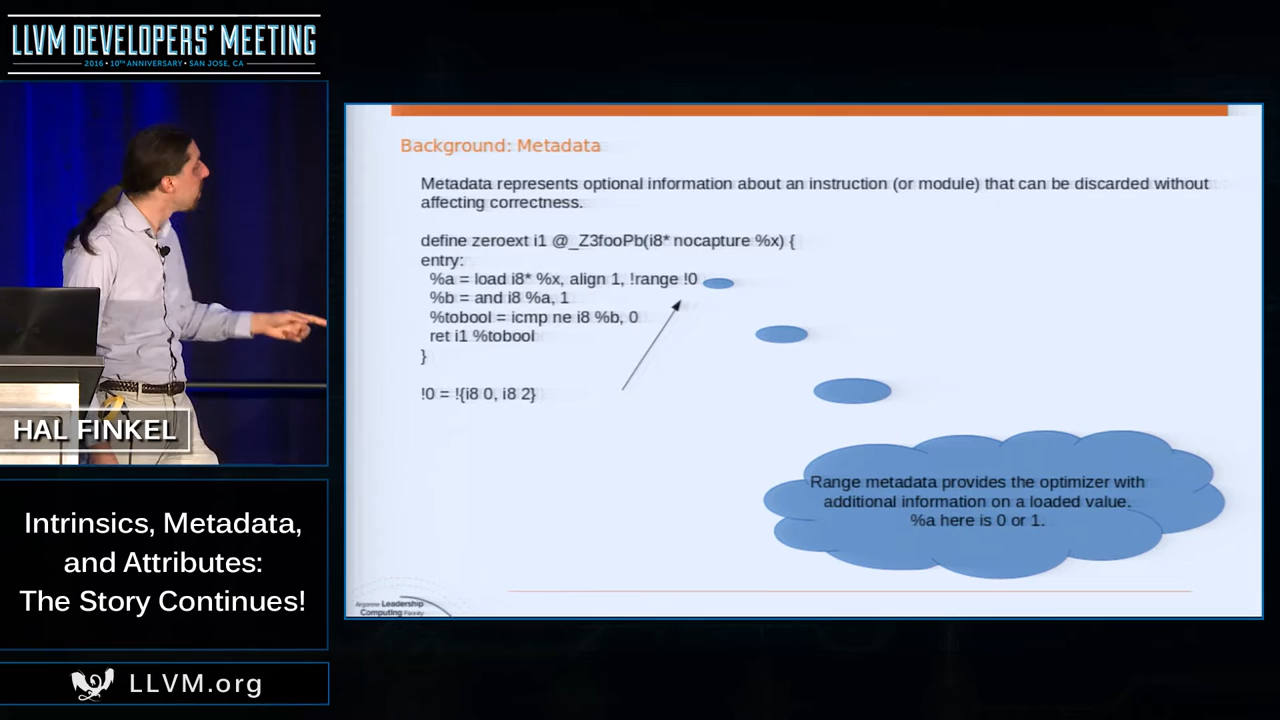 LLVM DEVELOPERS' MEETING
2016 • 10TH ANNIVERSARY • SAN JOSE, CA
HAL FINKEL
Intrinsics, Metadata,
and Attributes:
The Story Continues!
LLVM.org
Background: Metadata
Metadata represents optional information about an instruction (or module) that can be discarded without
affecting correctness.
define zeroext i1 @_Z3fooPb(i8* nocapture %x) {
entry:
%a = load i8* %x, align 1, !range !0
%b = and i8 %a, 1
%tobool = icmp ne i8 %b, 0
ret i1 %tobool
}
!0 = !{i8 0, i8 2}
Range metadata provides the optimizer with
additional information on a loaded value.
%a here is 0 or 1.
Argonne Leadership
Computing Facility